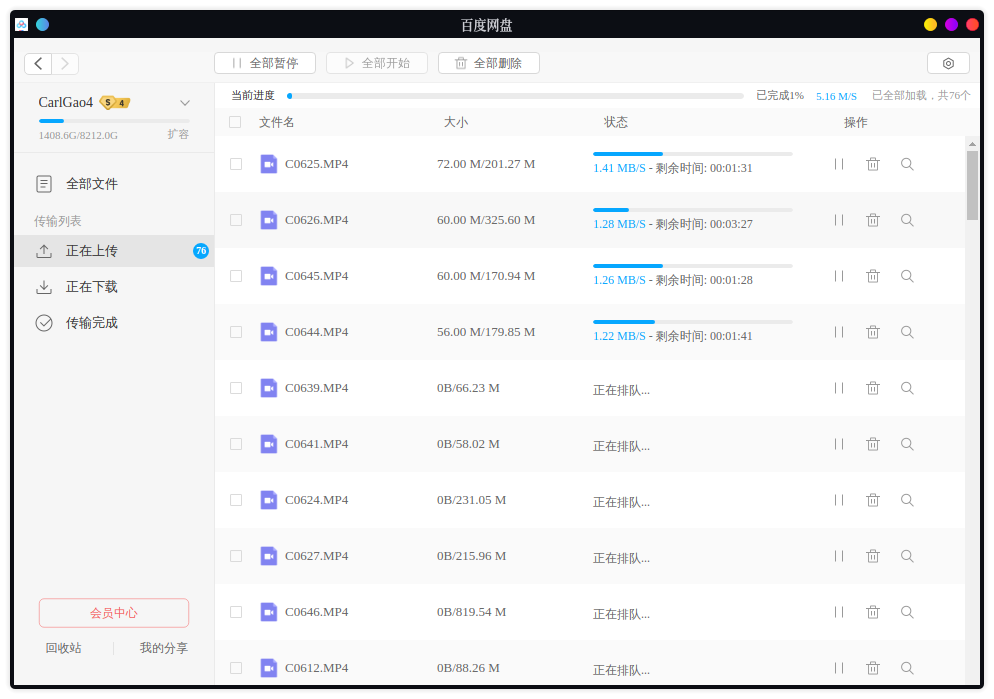 百度网盘
全部暂停 全部开始 全部删除
CarlGao4 S 4
1408.6G/8212.0G 扩容
当前进度 已完成1% 5.16 M/S 已全部加载，共76个
全部文件
传输列表
正在上传 76
正在下载
传输完成
会员中心
回收站 我的分享
文件名 大小 状态 操作
C0625.MP4 72.00 M/201.27 M 1.41 MB/S - 剩余时间: 00:01:31
C0626.MP4 60.00 M/325.60 M 1.28 MB/S - 剩余时间: 00:03:27
C0645.MP4 60.00 M/170.94 M 1.26 MB/S - 剩余时间: 00:01:28
C0644.MP4 56.00 M/179.85 M 1.22 MB/S - 剩余时间: 00:01:41
C0639.MP4 0B/66.23 M 正在排队...
C0641.MP4 0B/58.02 M 正在排队...
C0624.MP4 0B/231.05 M 正在排队...
C0627.MP4 0B/215.96 M 正在排队...
C0646.MP4 0B/819.54 M 正在排队...
C0612.MP4 0B/88.26 M 正在排队...